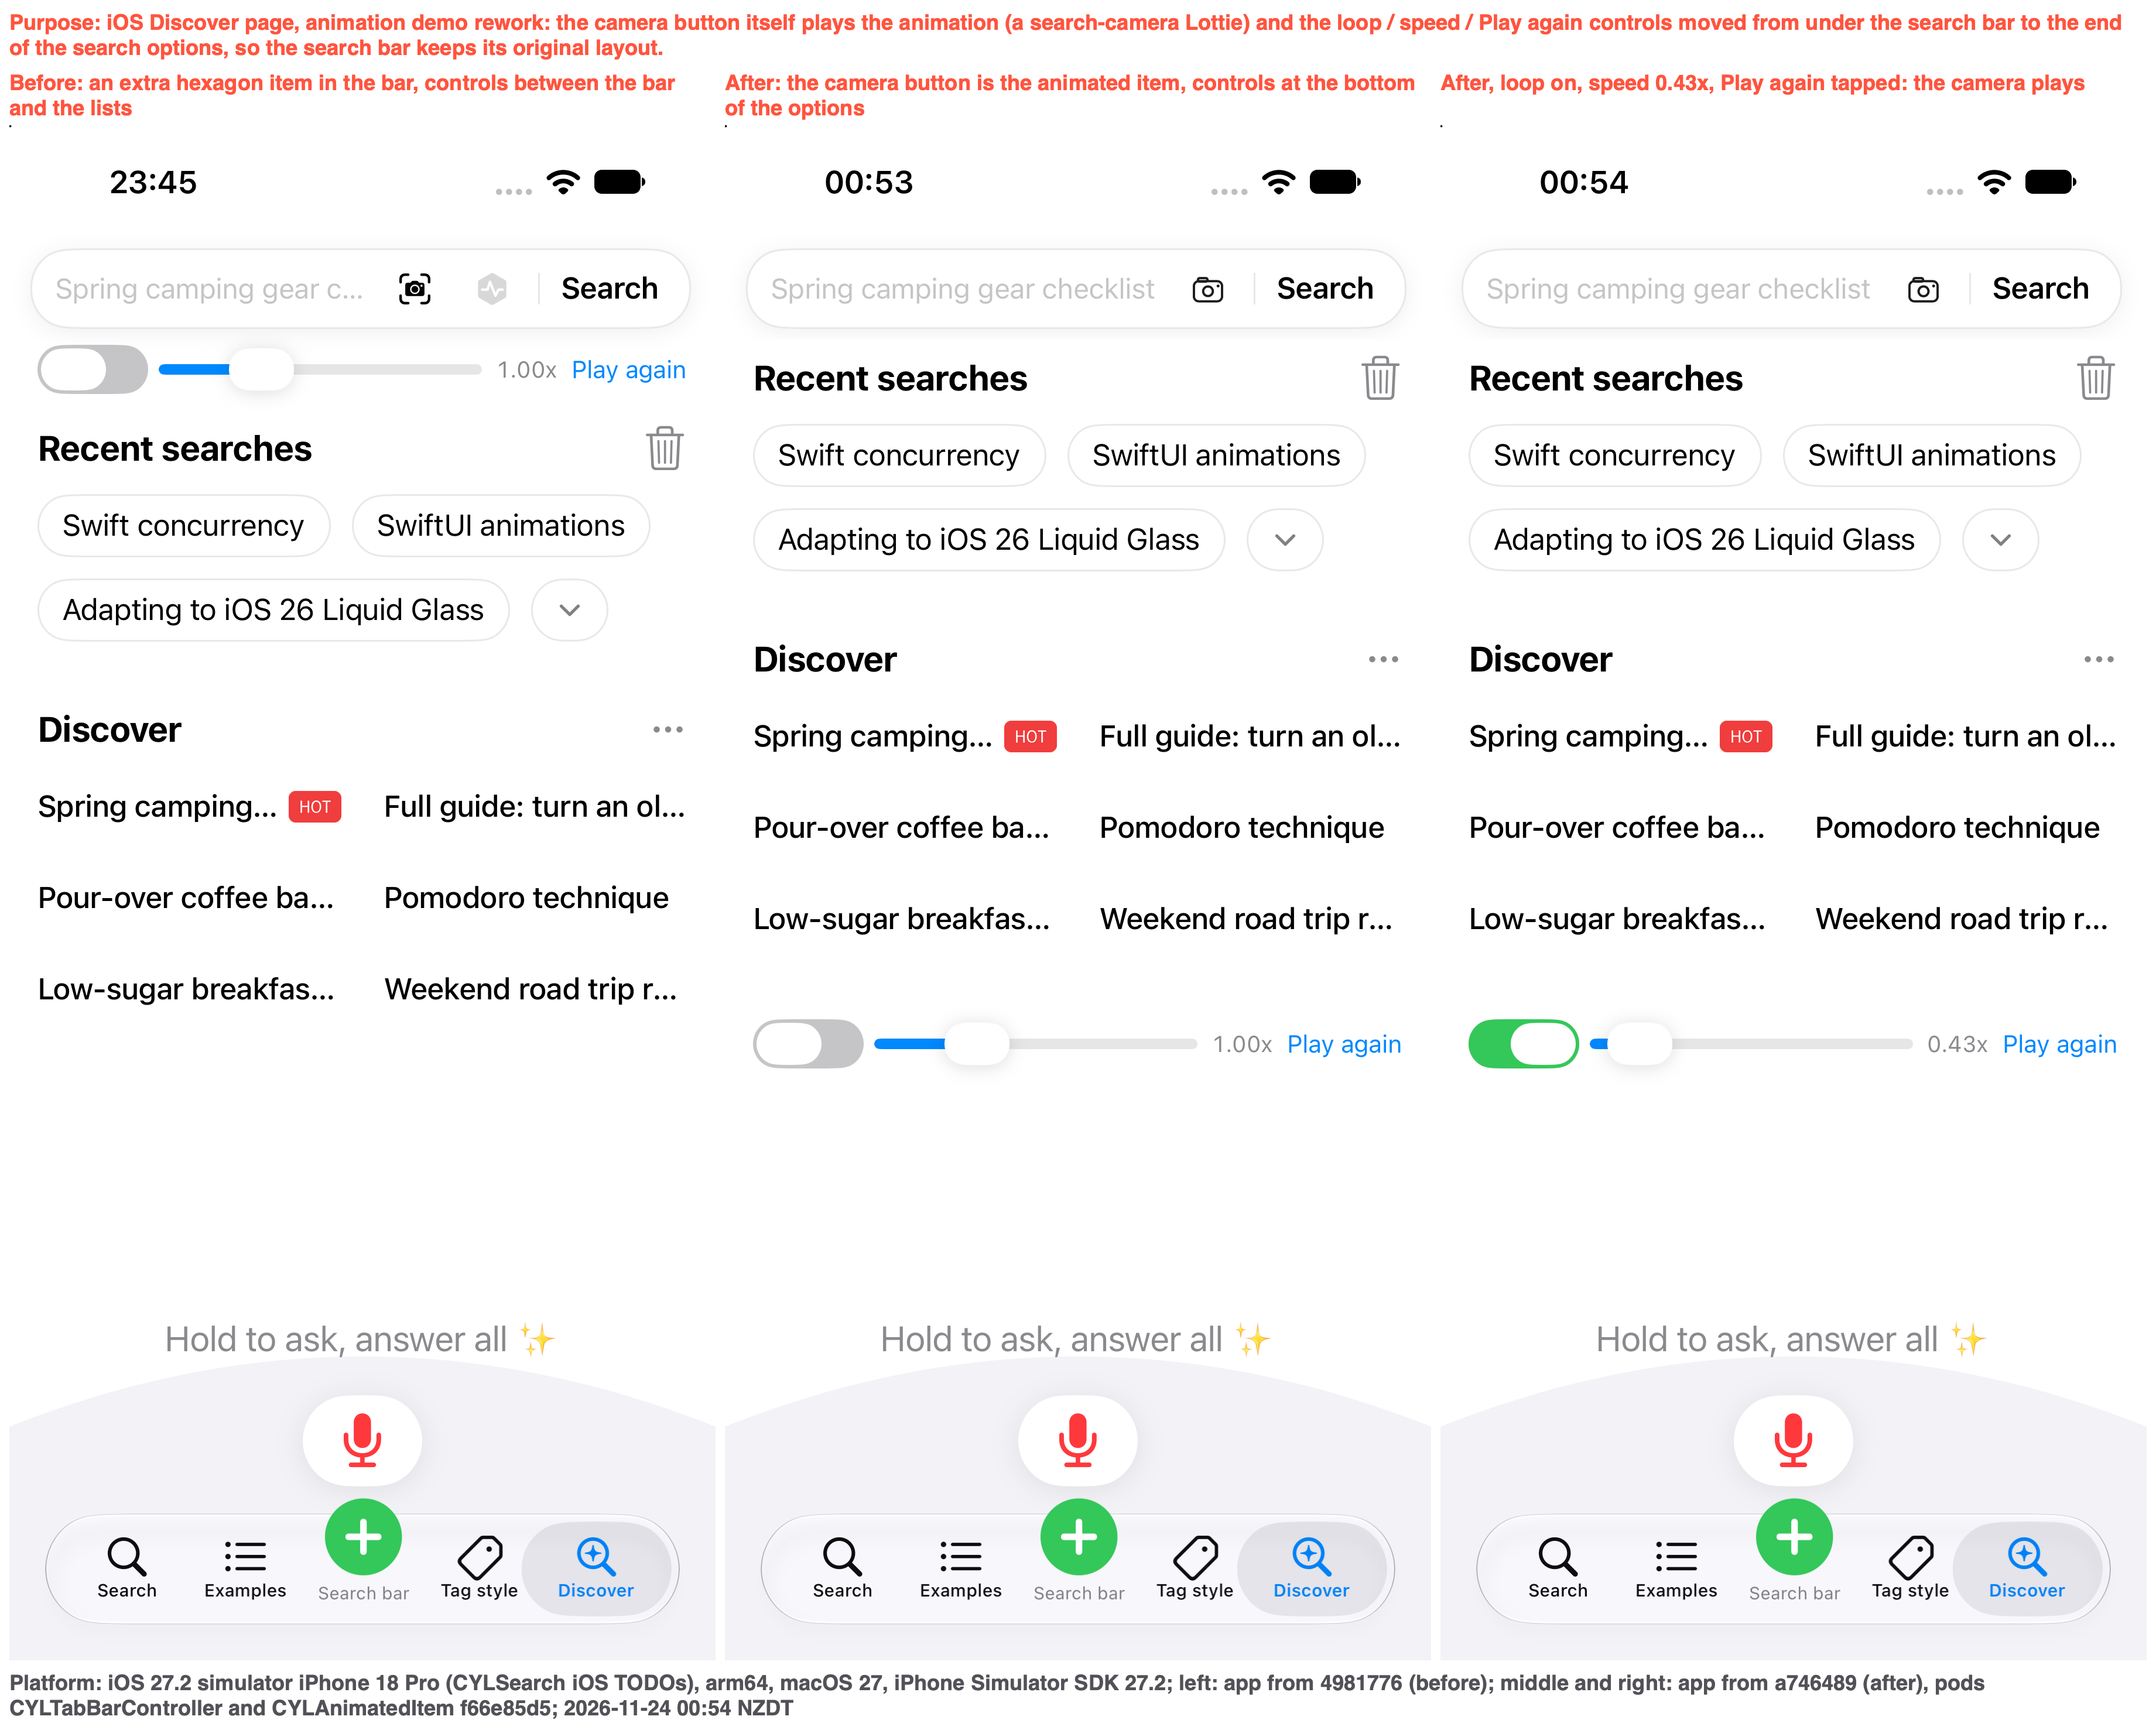 Purpose: iOS Discover page, animation demo rework: the camera button itself plays the animation (a search-camera Lottie) and the loop / speed / Play again controls moved from under the search bar to the end
of the search options, so the search bar keeps its original layout.
Before: an extra hexagon item in the bar, controls between the bar
and the lists
23:45
Spring camping gear c...
Search
1.00x Play again
Recent searches
Swift concurrency
SwiftUI animations
Adapting to iOS 26 Liquid Glass
Discover
Spring camping... HOT
Full guide: turn an ol...
Pour-over coffee ba...
Pomodoro technique
Low-sugar breakfas...
Weekend road trip r...
Hold to ask, answer all ✨
Search
Examples
Search bar
Tag style
Discover
After: the camera button is the animated item, controls at the bottom
of the options
00:53
Spring camping gear checklist
Search
Recent searches
Swift concurrency
SwiftUI animations
Adapting to iOS 26 Liquid Glass
Discover
Spring camping... HOT
Full guide: turn an ol...
Pour-over coffee ba...
Pomodoro technique
Low-sugar breakfas...
Weekend road trip r...
1.00x Play again
Hold to ask, answer all ✨
Search
Examples
Search bar
Tag style
Discover
After, loop on, speed 0.43x, Play again tapped: the camera plays
00:54
Spring camping gear checklist
Search
Recent searches
Swift concurrency
SwiftUI animations
Adapting to iOS 26 Liquid Glass
Discover
Spring camping... HOT
Full guide: turn an ol...
Pour-over coffee ba...
Pomodoro technique
Low-sugar breakfas...
Weekend road trip r...
0.43x Play again
Hold to ask, answer all ✨
Search
Examples
Search bar
Tag style
Discover
Platform: iOS 27.2 simulator iPhone 18 Pro (CYLSearch iOS TODOs), arm64, macOS 27, iPhone Simulator SDK 27.2; left: app from 4981776 (before); middle and right: app from a746489 (after), pods
CYLTabBarController and CYLAnimatedItem f66e85d5; 2026-11-24 00:54 NZDT